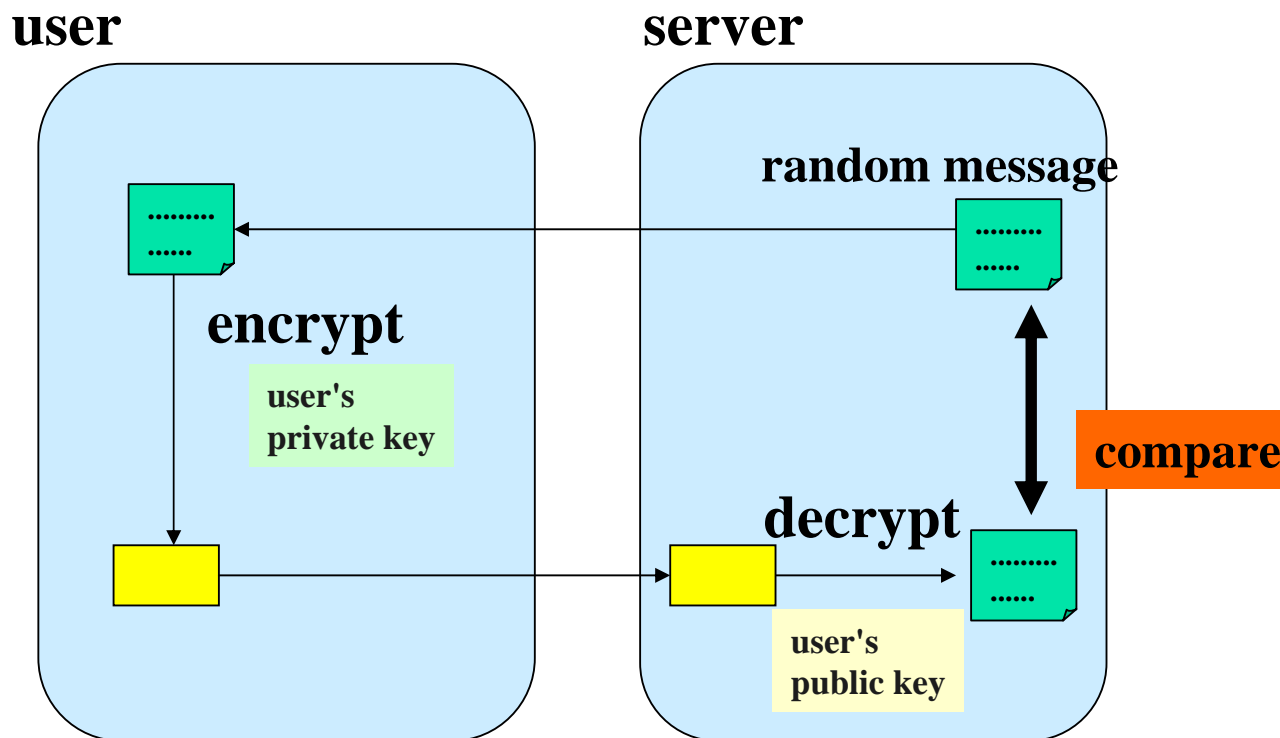 user
server
random message
...............
...............
encrypt
user's
private key
compare
decrypt
...............
user's
public key